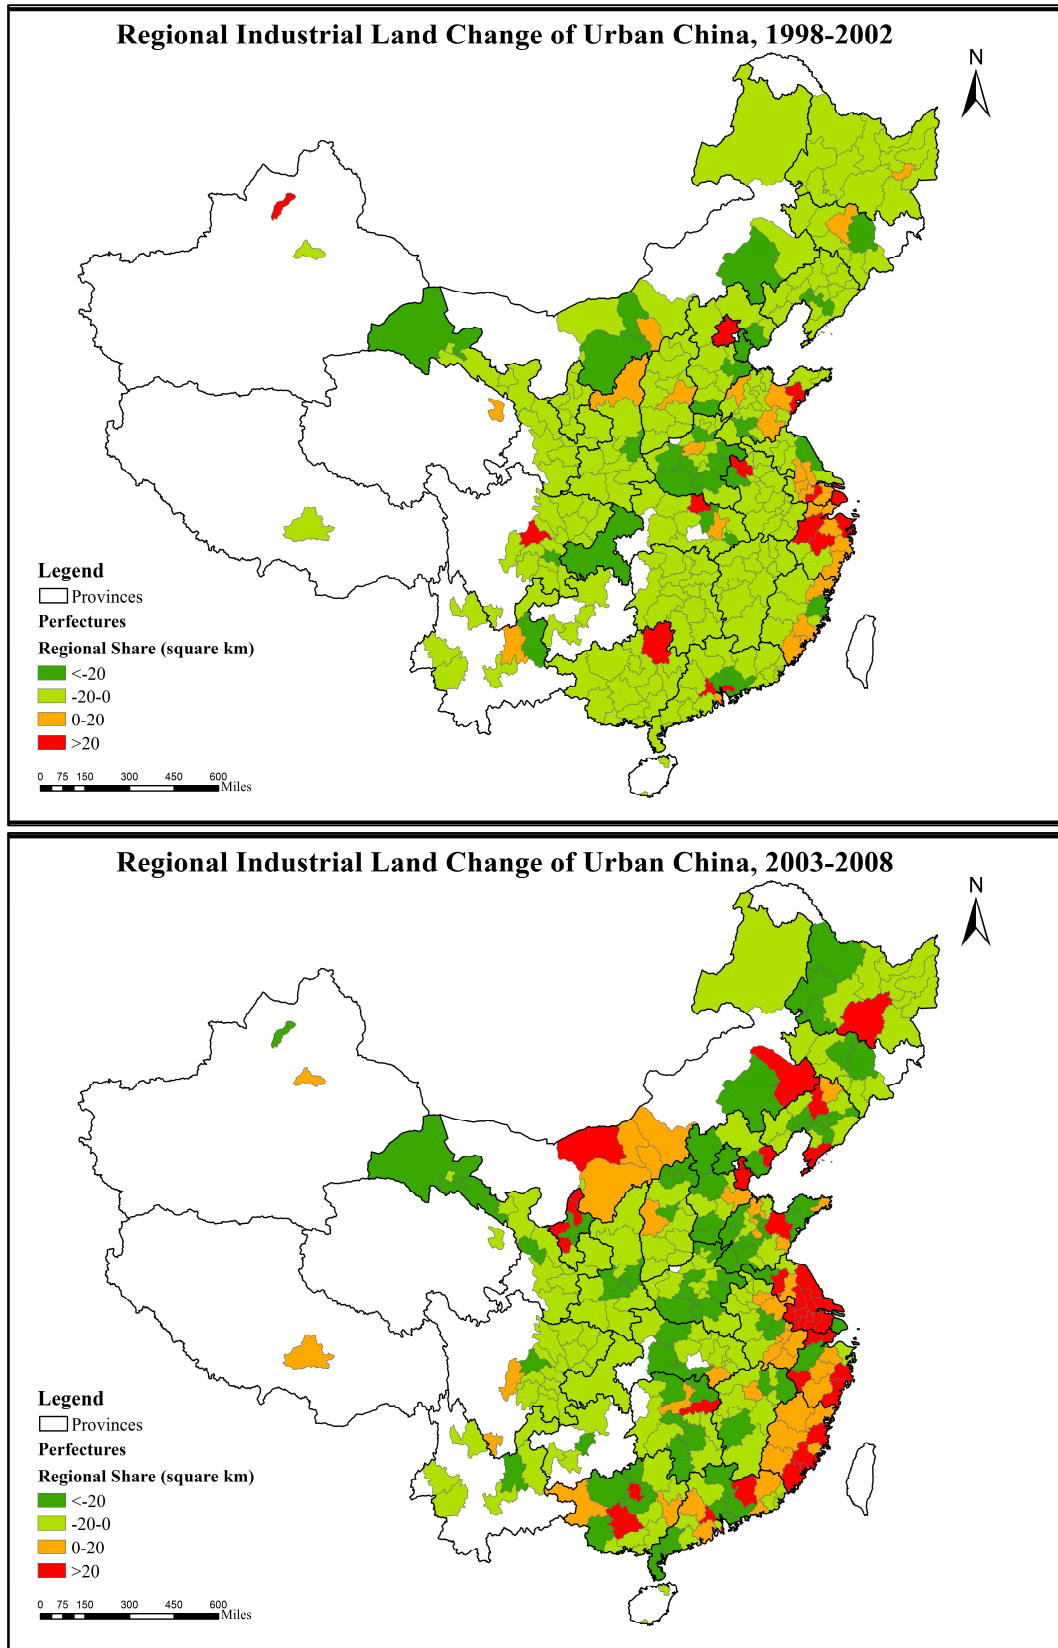 Regional Industrial Land Change of Urban China, 1998-2002
N
Legend
Provinces
Perfectures
Regional Share (square km)
<-20
-20-0
0-20
>20
0 75 150 300 450 600
Miles
Regional Industrial Land Change of Urban China, 2003-2008
N
Legend
Provinces
Perfectures
Regional Share (square km)
<-20
-20-0
0-20
>20
0 75 150 300 450 600
Miles